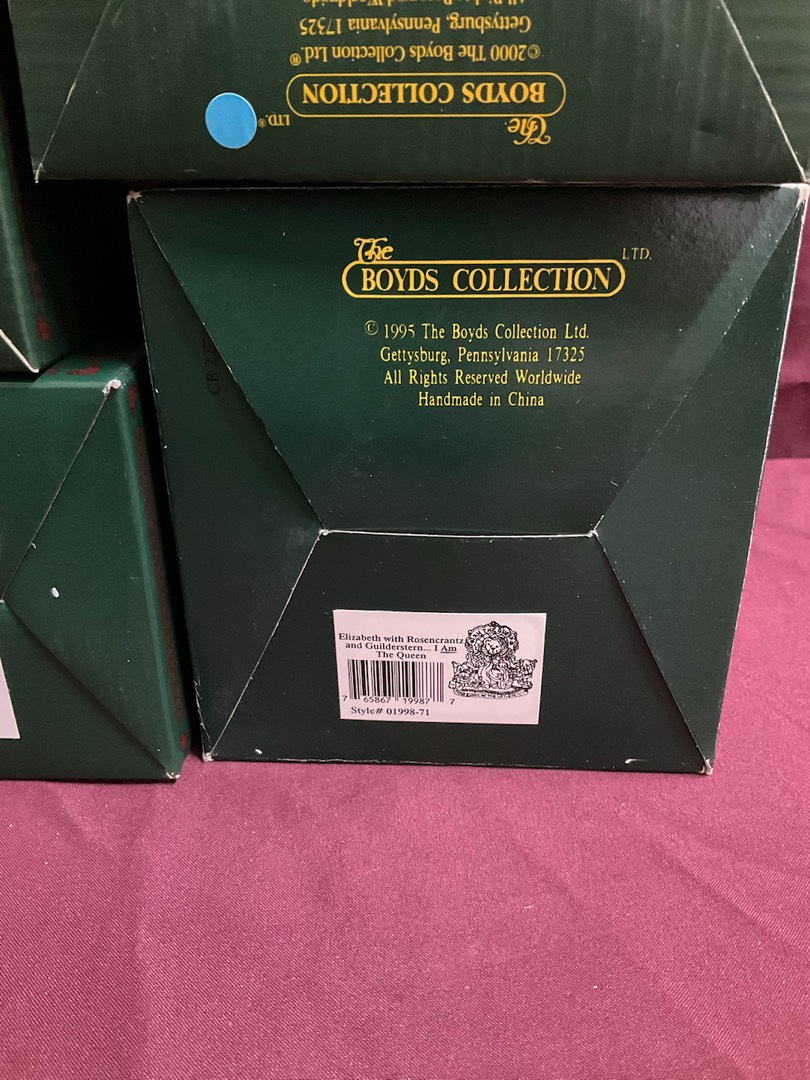 Gettysburg, Pennsylvania 17325
©2000 The Boyds Collection Ltd.®
The
BOYDS COLLECTION
LTD.®
The
BOYDS COLLECTION
LTD.
© 1995 The Boyds Collection Ltd.
Gettysburg, Pennsylvania 17325
All Rights Reserved Worldwide
Handmade in China
Elizabeth with Rosencrantz
and Guilderstern... I Am
The Queen
7 65867 19987 7
Style# 01998-71